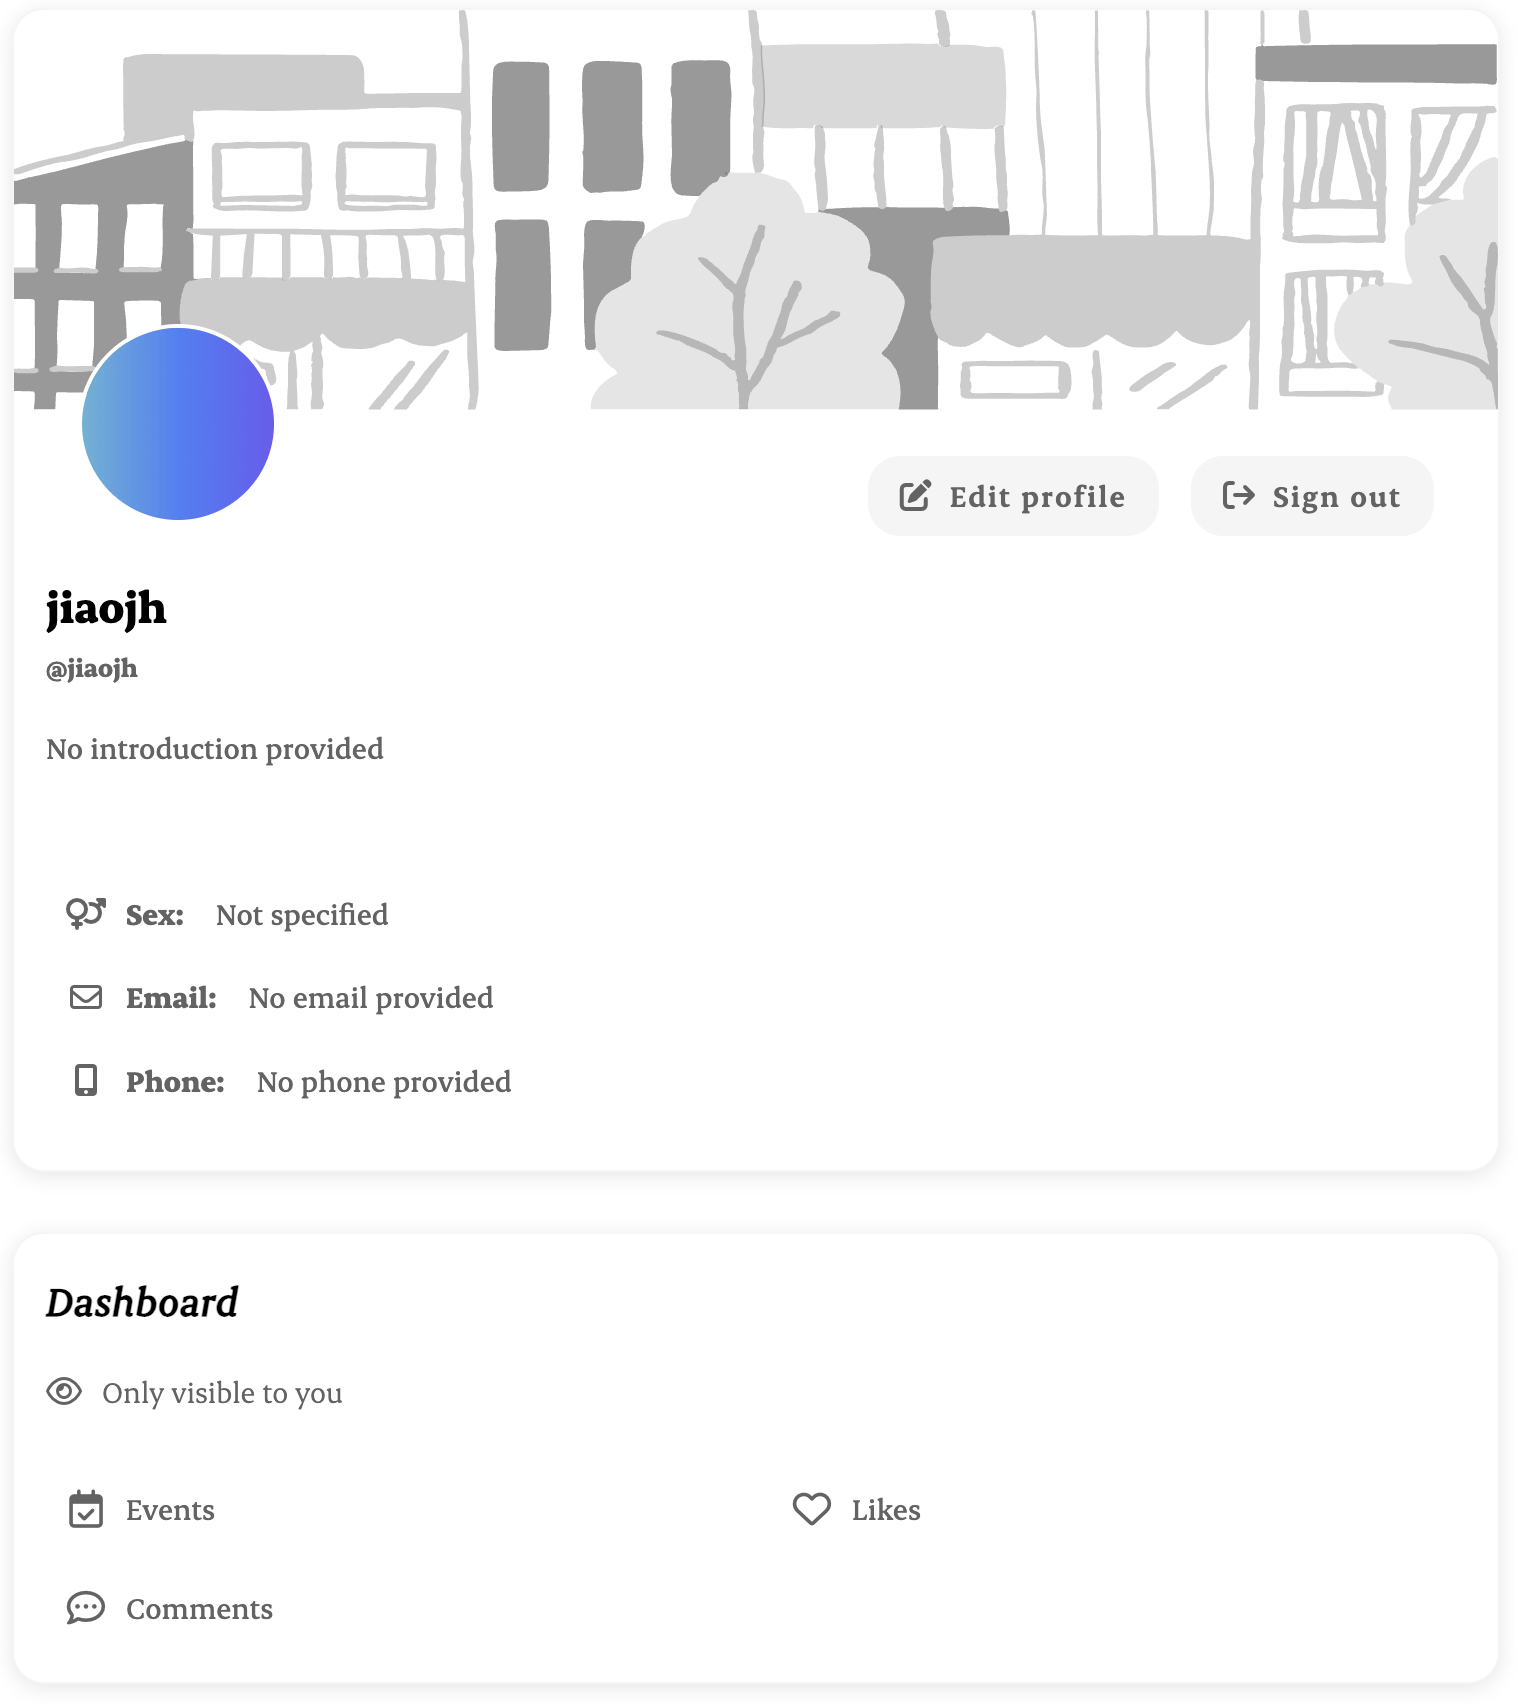 Edit profile
Sign out
jiaojh
@jiaojh
No introduction provided
Sex: Not specified
Email: No email provided
Phone: No phone provided
Dashboard
Only visible to you
Events
Likes
Comments